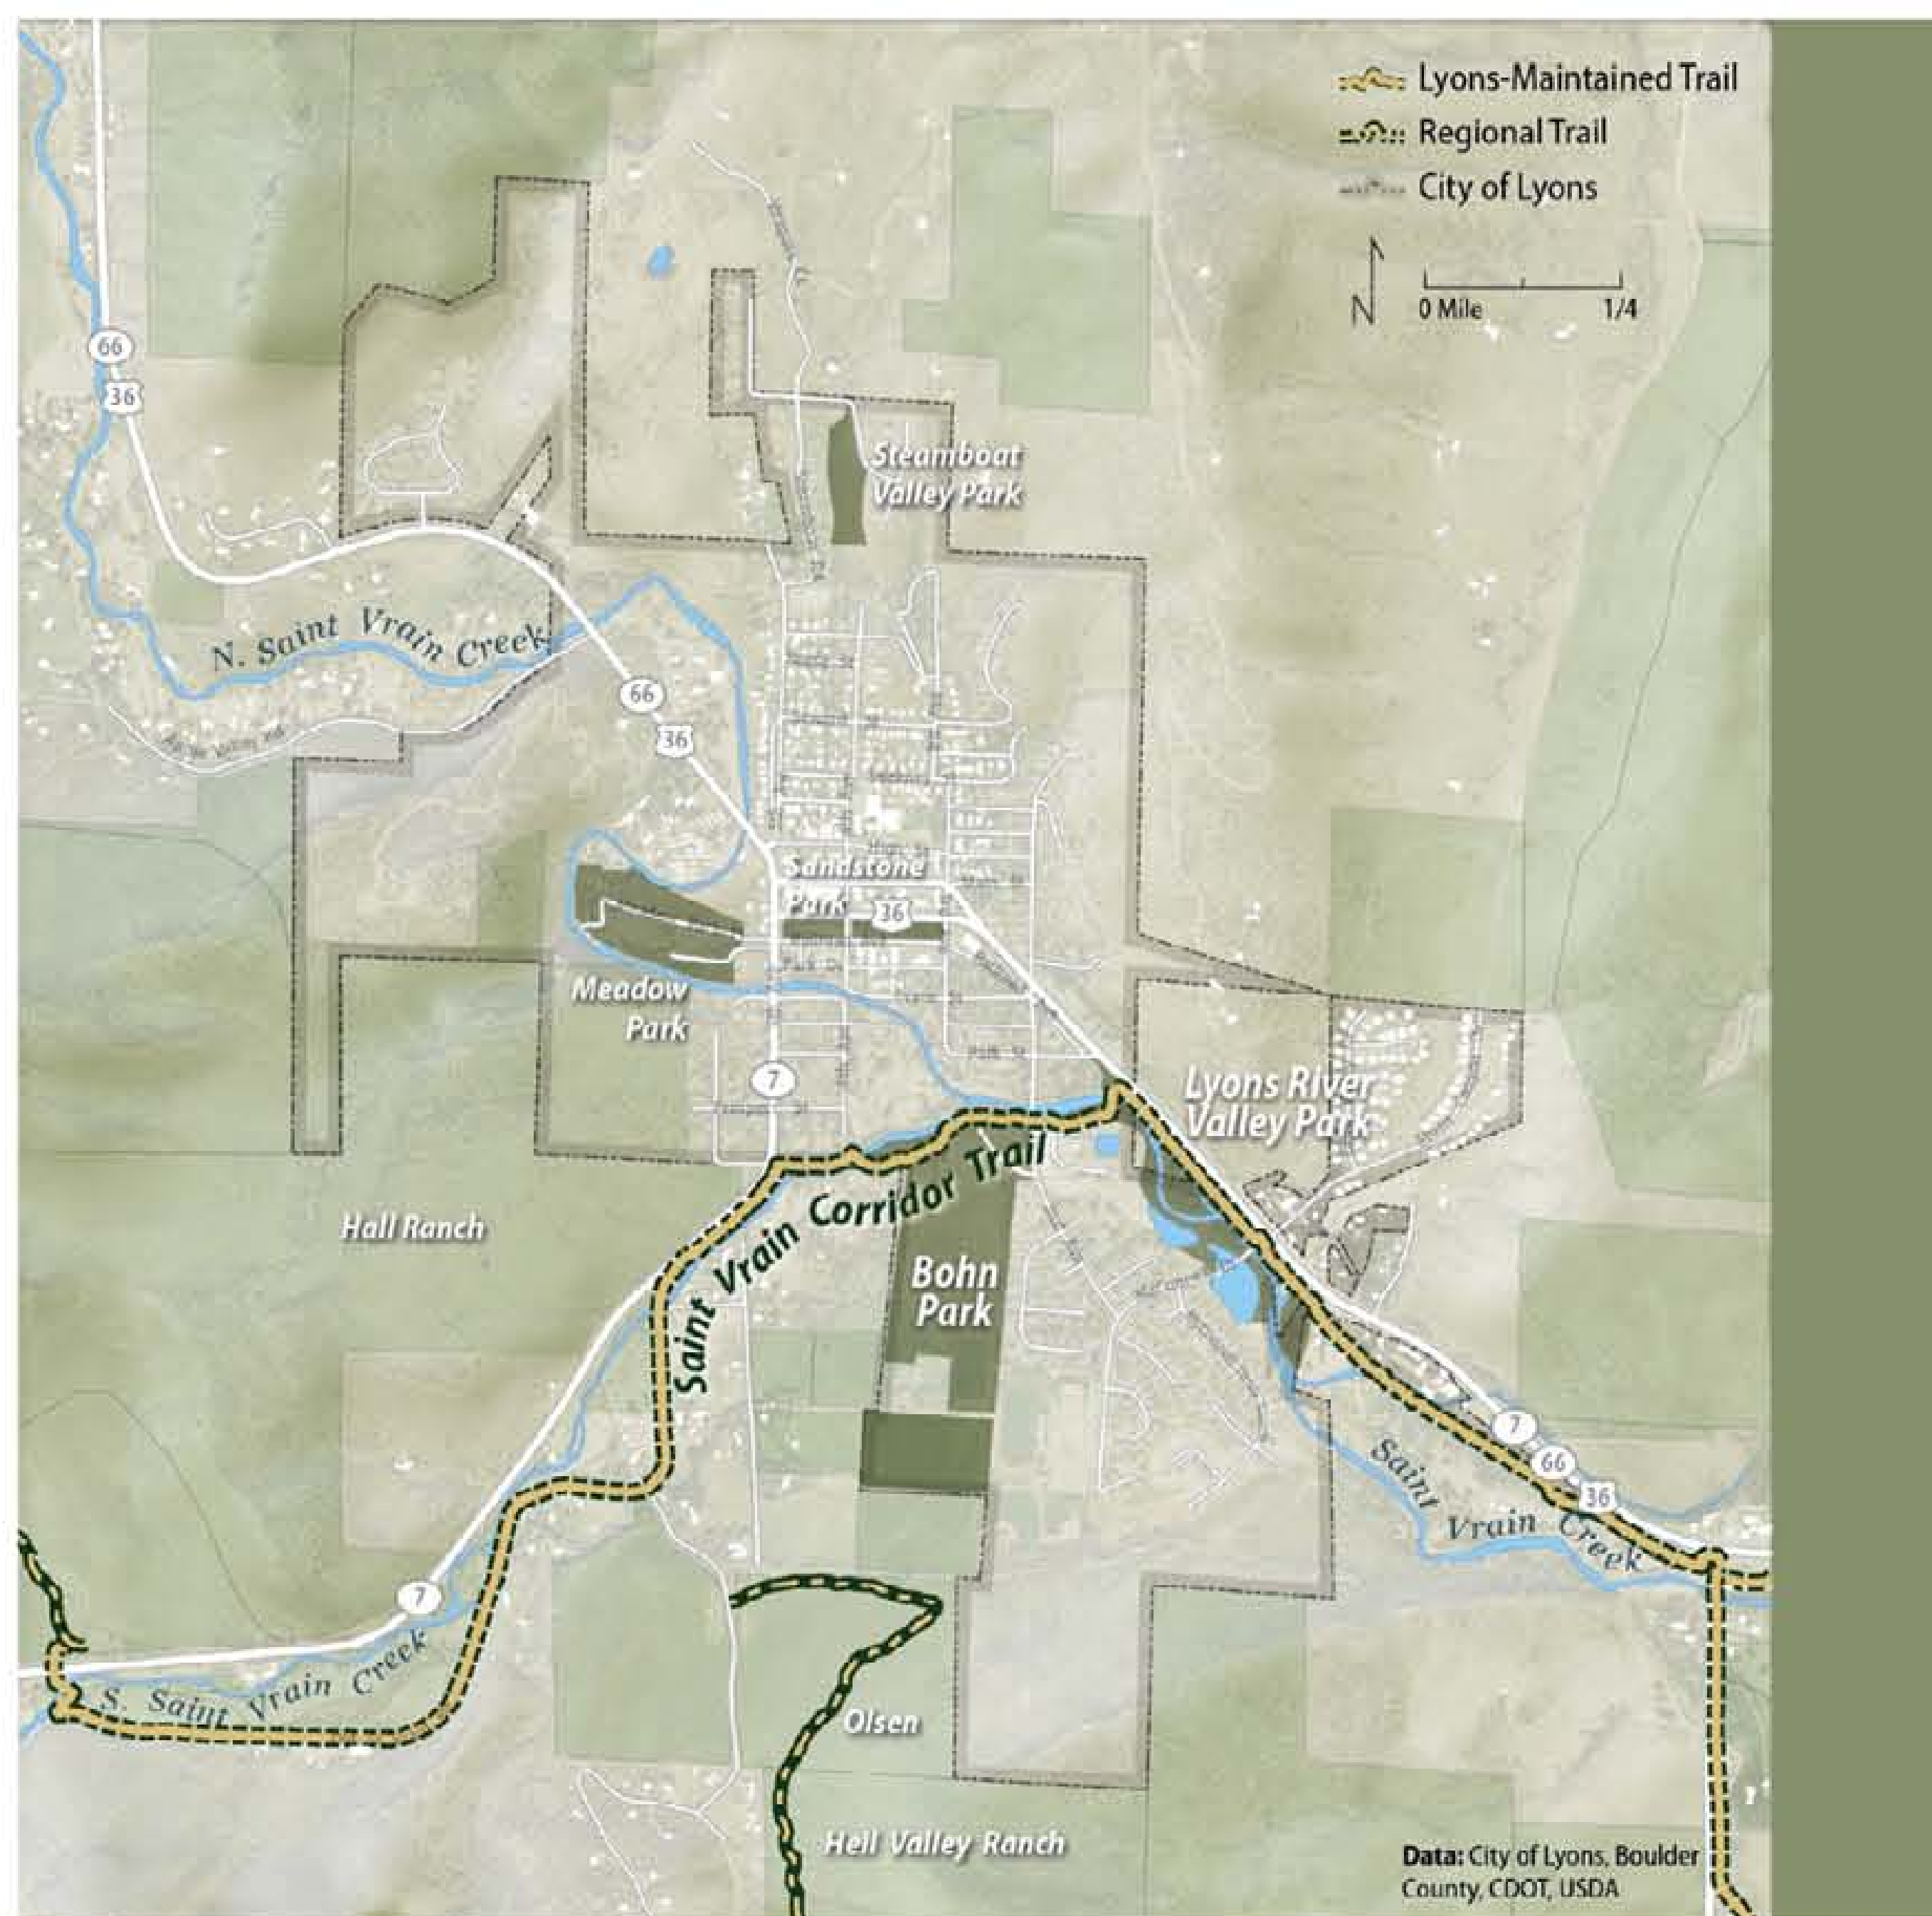 Lyons-Maintained Trail
Regional Trail
City of Lyons
N
0 Mile 1/4
66
36
Steamboat
Valley Park
N. Saint Vrain Creek
66
36
Sandstone
Park
36
Park
Meadow
Park
Park St
7
Lyons River
Valley Park
Saint Vrain Corridor Trail
Hall Ranch
Bohn
Park
7
66
36
Saint Vrain Creek
7
S. Saint Vrain Creek
Olsen
Heil Valley Ranch
Data: City of Lyons, Boulder
County, CDOT, USDA